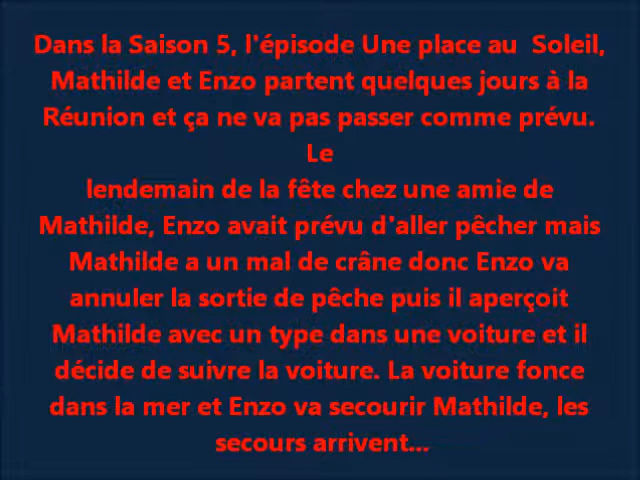 Dans la Saison 5, l'épisode Une place au  Soleil,
Mathilde et Enzo partent quelques jours à la
Réunion et ça ne va pas passer comme prévu.
Le
lendemain de la fête chez une amie de
Mathilde, Enzo avait prévu d'aller pêcher mais
Mathilde a un mal de crâne donc Enzo va
annuler la sortie de pêche puis il aperçoit
Mathilde avec un type dans une voiture et il
décide de suivre la voiture. La voiture fonce
dans la mer et Enzo va secourir Mathilde, les
secours arrivent...